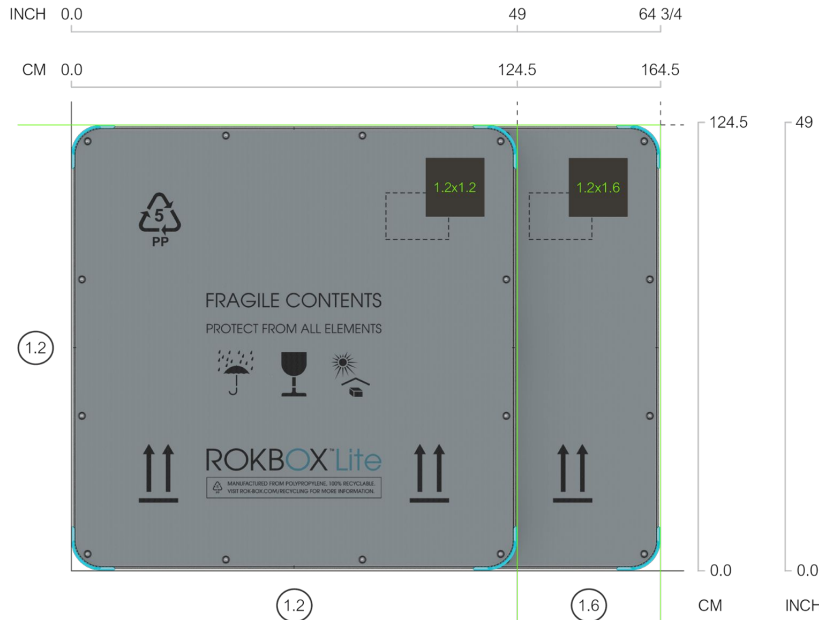 INCH 0.0 49 64 3/4
CM 0.0 124.5 164.5
124.5 49
1.2x1.2 1.2x1.6
5
PP
FRAGILE CONTENTS
PROTECT FROM ALL ELEMENTS
1.2
ROKBOX™Lite
MANUFACTURED FROM POLYPROPYLENE, 100% RECYCLABLE.
VISIT ROK-BOX.COM/RECYCLING FOR MORE INFORMATION.
0.0 0.0
1.2 1.6 CM INCH